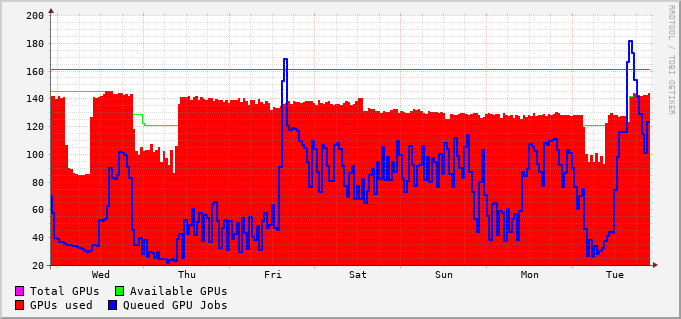 200
180
160
140
120
100
80
60
40
20
Wed Thu Fri Sat Sun Mon Tue
Total GPUs Available GPUs
GPUs used Queued GPU Jobs
RRDTOOL / TOBI OETIKER